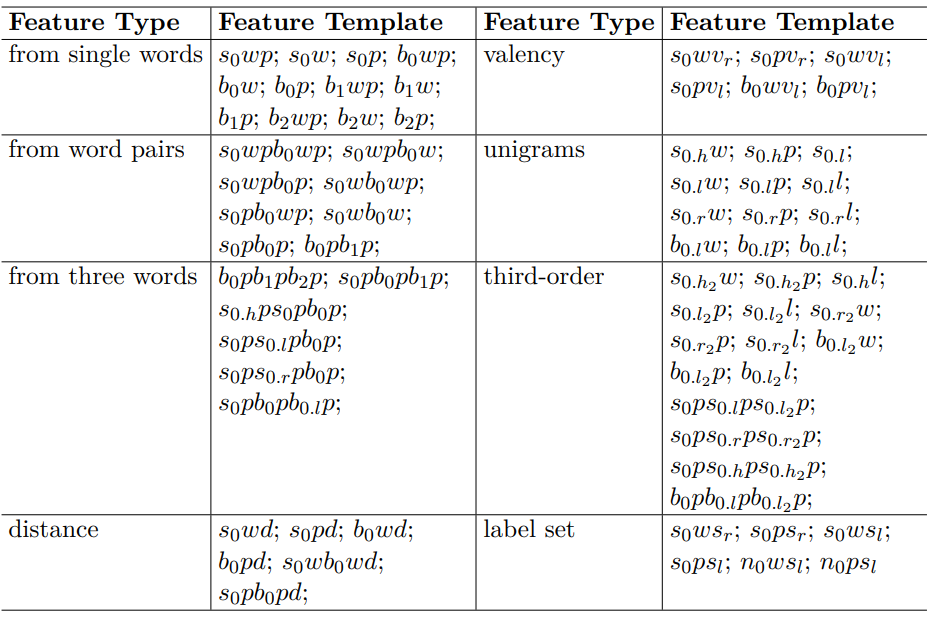 Feature Type Feature Template Feature Type Feature Template
from single words s₀wp; s₀w; s₀p; b₀wp; valency s₀wvᵣ; s₀pvᵣ; s₀wvₗ;
b₀w; b₀p; b₁wp; b₁w; s₀pvₗ; b₀wvₗ; b₀pvₗ;
b₁p; b₂wp; b₂w; b₂p;
from word pairs s₀wpb₀wp; s₀wpb₀w; unigrams s₀.ₕw; s₀.ₕp; s₀.ₗ;
s₀wpb₀p; s₀wb₀wp; s₀.ₗw; s₀.ₗp; s₀.ₗl;
s₀pb₀wp; s₀wb₀w; s₀.ᵣw; s₀.ᵣp; s₀.ᵣl;
s₀pb₀p; b₀pb₁p; b₀.ₗw; b₀.ₗp; b₀.ₗl;
from three words b₀pb₁pb₂p; s₀pb₀pb₁p; third-order s₀.ₕ₂w; s₀.ₕ₂p; s₀.ₕl;
s₀.ₕps₀pb₀p; s₀.ₗ₂p; s₀.ₗ₂l; s₀.ᵣ₂w;
s₀ps₀.ₗpb₀p; s₀.ᵣ₂p; s₀.ᵣ₂l; b₀.ₗ₂w;
s₀ps₀.ᵣpb₀p; b₀.ₗ₂p; b₀.ₗ₂l;
s₀pb₀pb₀.ₗp; s₀ps₀.ₗps₀.ₗ₂p;
s₀ps₀.ᵣps₀.ᵣ₂p;
s₀ps₀.ₕps₀.ₕ₂p;
b₀pb₀.ₗpb₀.ₗ₂p;
distance s₀wd; s₀pd; b₀wd; label set s₀wsᵣ; s₀psᵣ; s₀wsₗ;
b₀pd; s₀wb₀wd; s₀psₗ; n₀wsₗ; n₀psₗ
s₀pb₀pd;